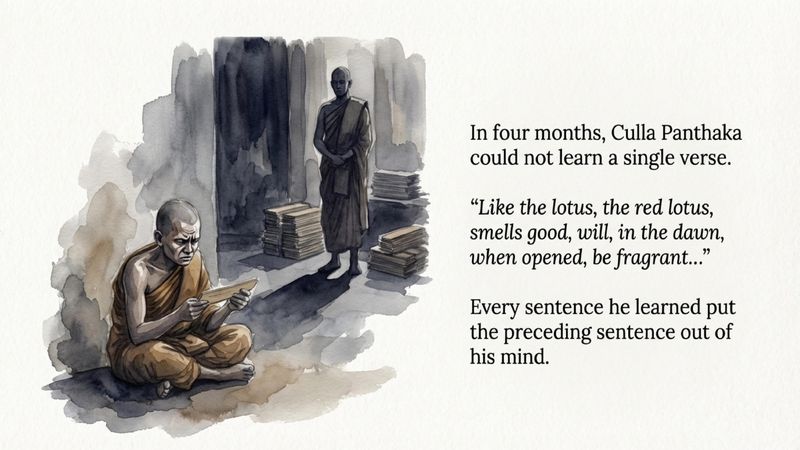 In four months, Culla Panthaka
could not learn a single verse.
“Like the lotus, the red lotus,
smells good, will, in the dawn,
when opened, be fragrant...”
Every sentence he learned put
the preceding sentence out of
his mind.